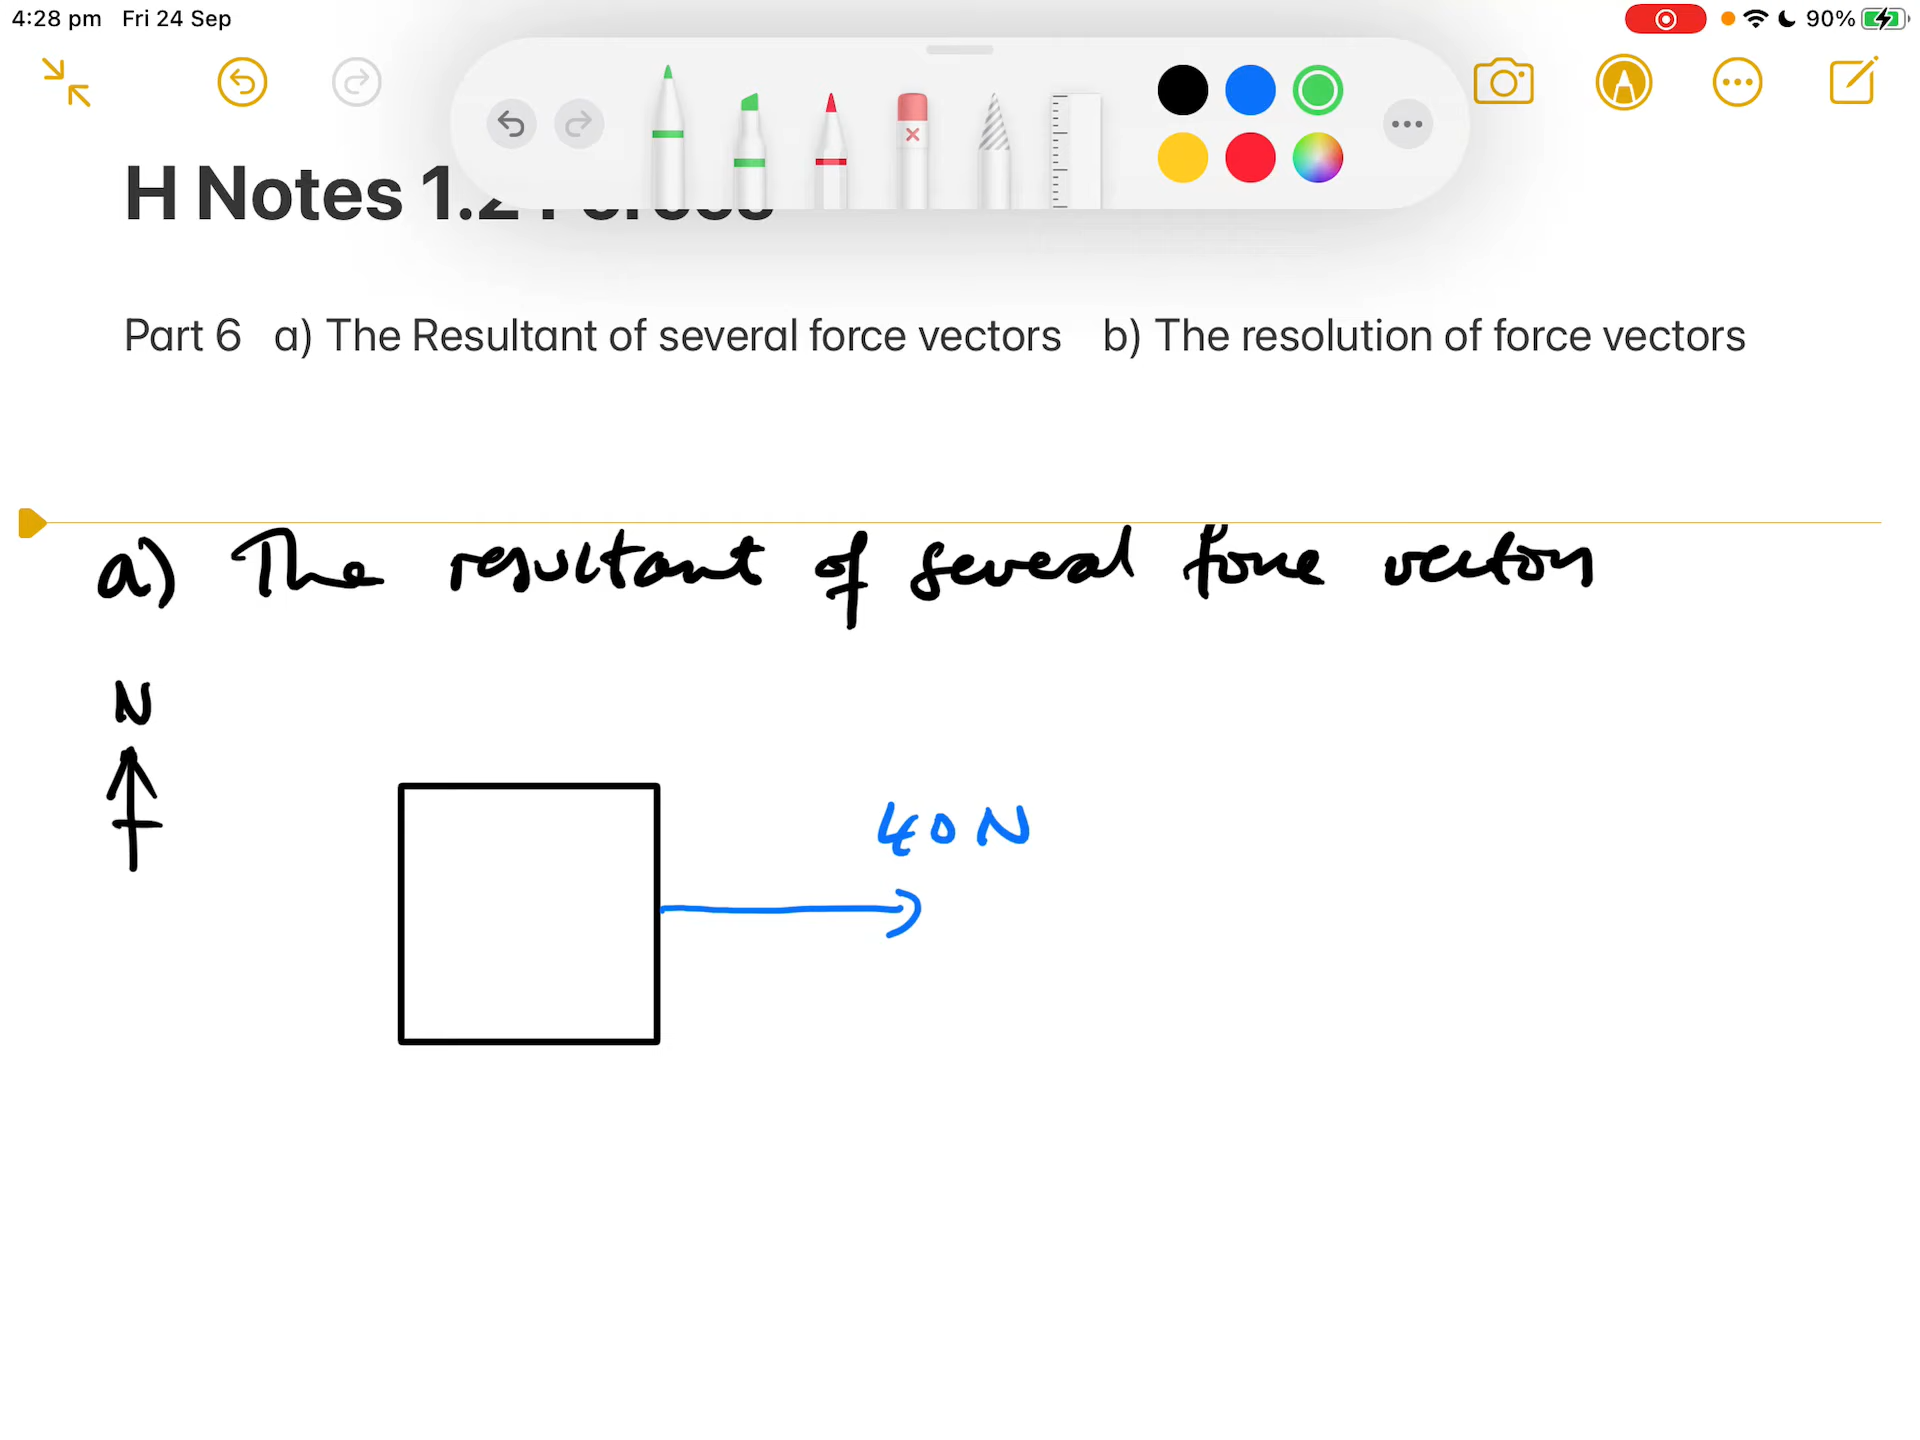 4:28 pm Fri 24 Sep
90%
H Notes 1.2 Forces
Part 6 a) The Resultant of several force vectors b) The resolution of force vectors
a) The resultant of several force vectors
N
40 N